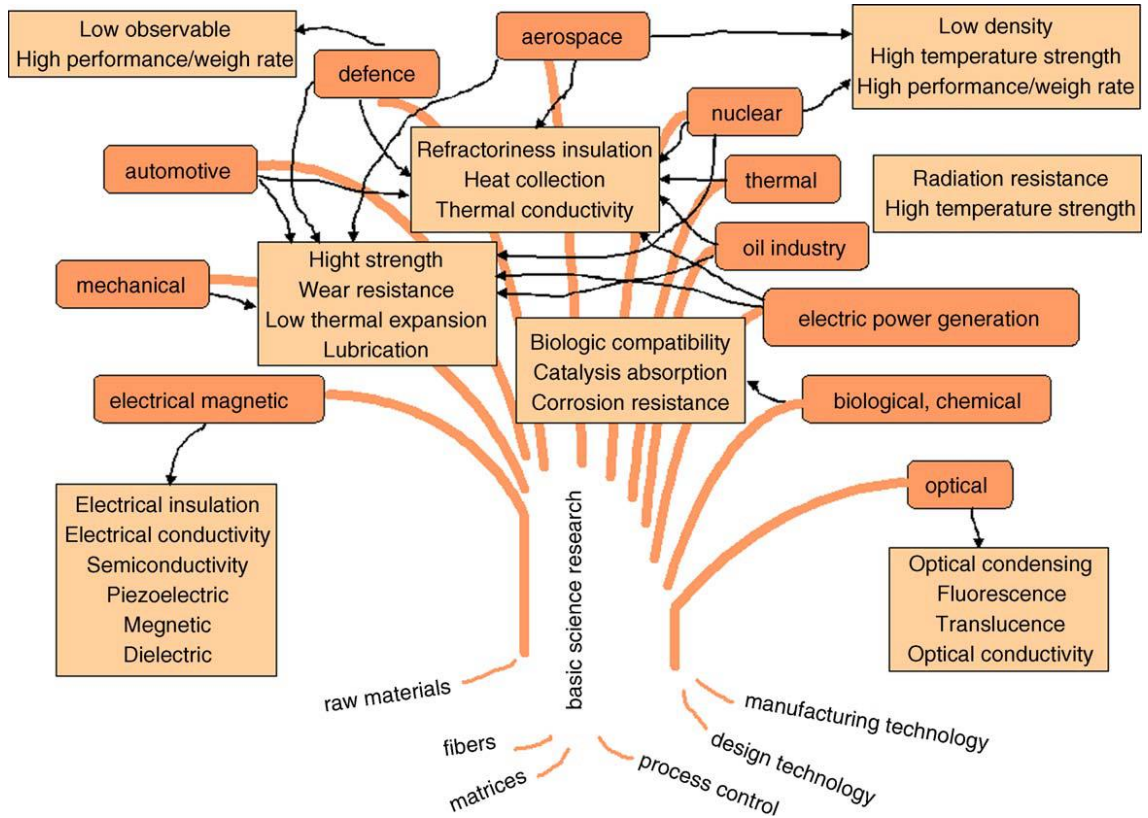 Low observable
High performance/weigh rate
aerospace
Low density
High temperature strength
High performance/weigh rate
defence
nuclear
automotive
Refractoriness insulation
Heat collection
Thermal conductivity
thermal
Radiation resistance
High temperature strength
oil industry
mechanical
Hight strength
Wear resistance
Low thermal expansion
Lubrication
electric power generation
Biologic compatibility
Catalysis absorption
Corrosion resistance
electrical magnetic
biological, chemical
optical
Electrical insulation
Electrical conductivity
Semiconductivity
Piezoelectric
Megnetic
Dielectric
basic science research
Optical condensing
Fluorescence
Translucence
Optical conductivity
raw materials
fibers
matrices
process control
design technology
manufacturing technology